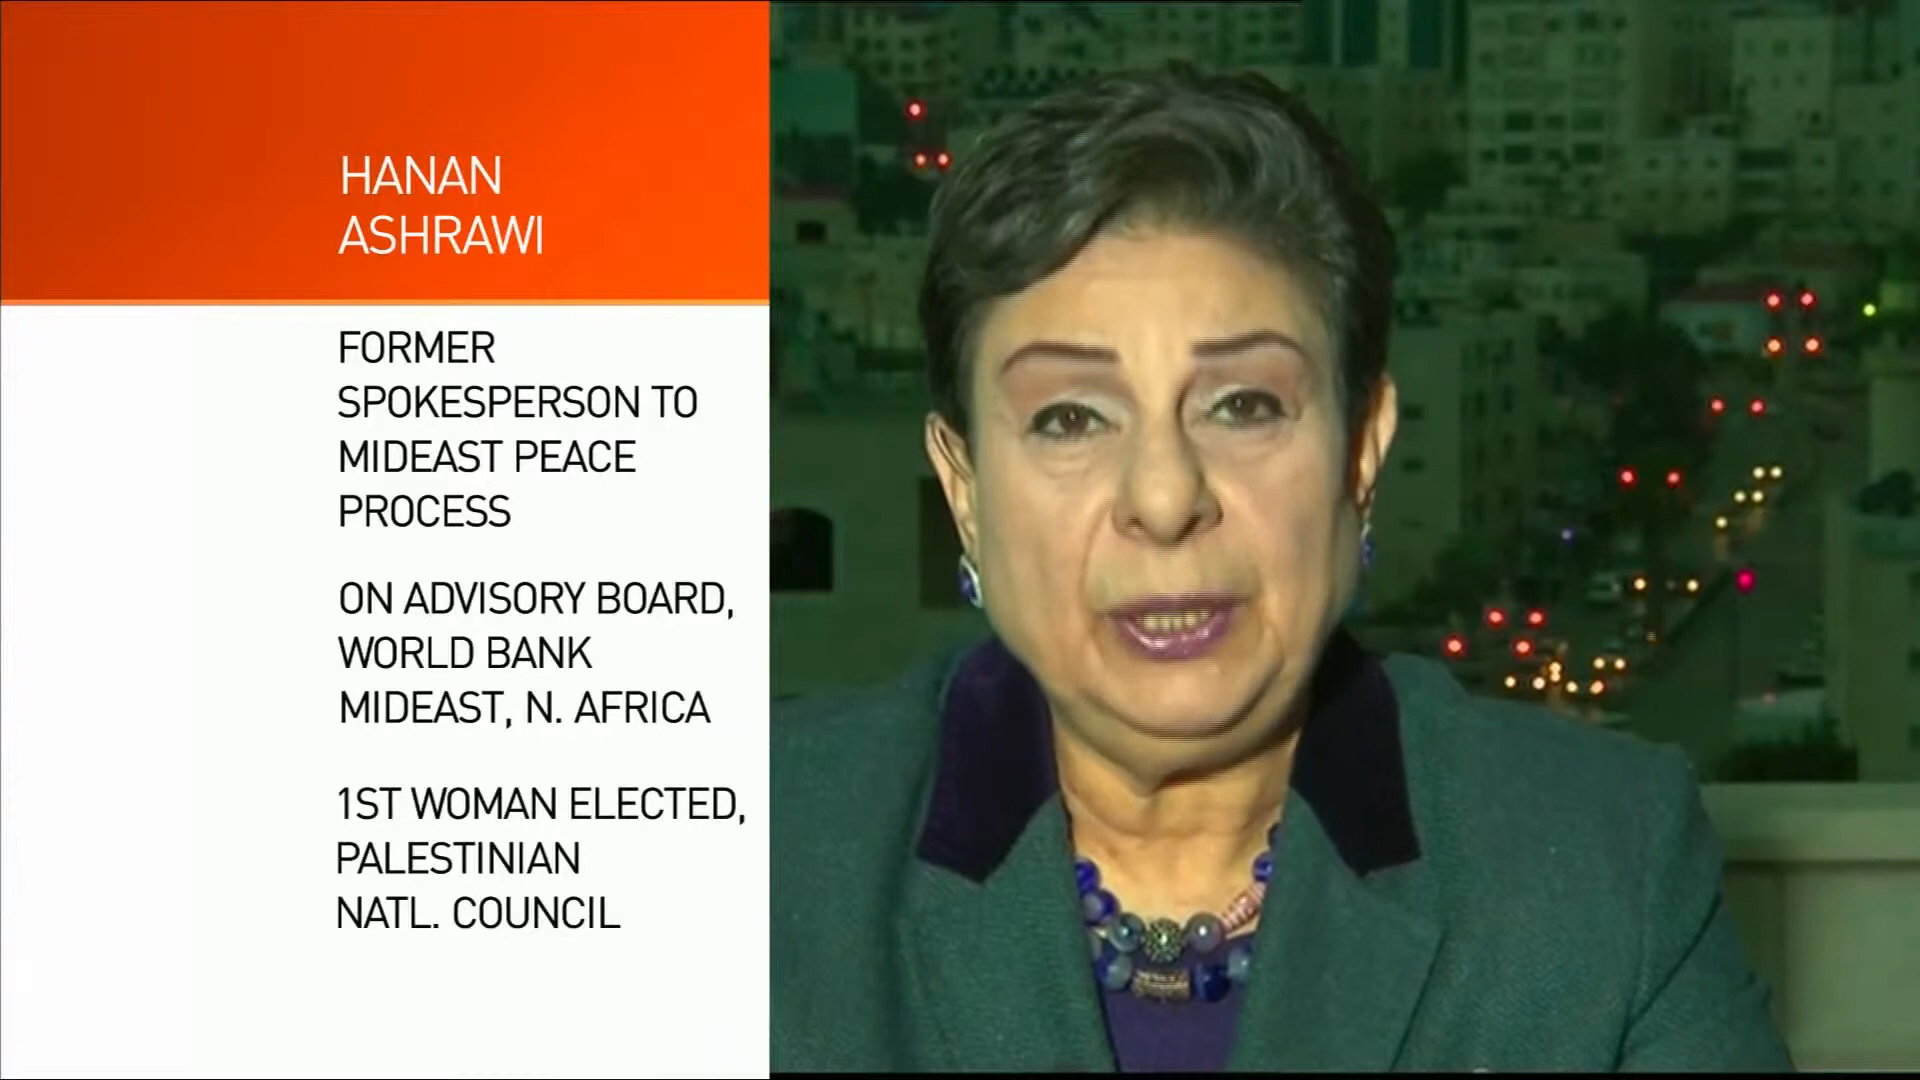 HANAN
ASHRAWI
FORMER
SPOKESPERSON TO
MIDEAST PEACE
PROCESS
ON ADVISORY BOARD,
WORLD BANK
MIDEAST, N. AFRICA
1ST WOMAN ELECTED,
PALESTINIAN
NATL. COUNCIL